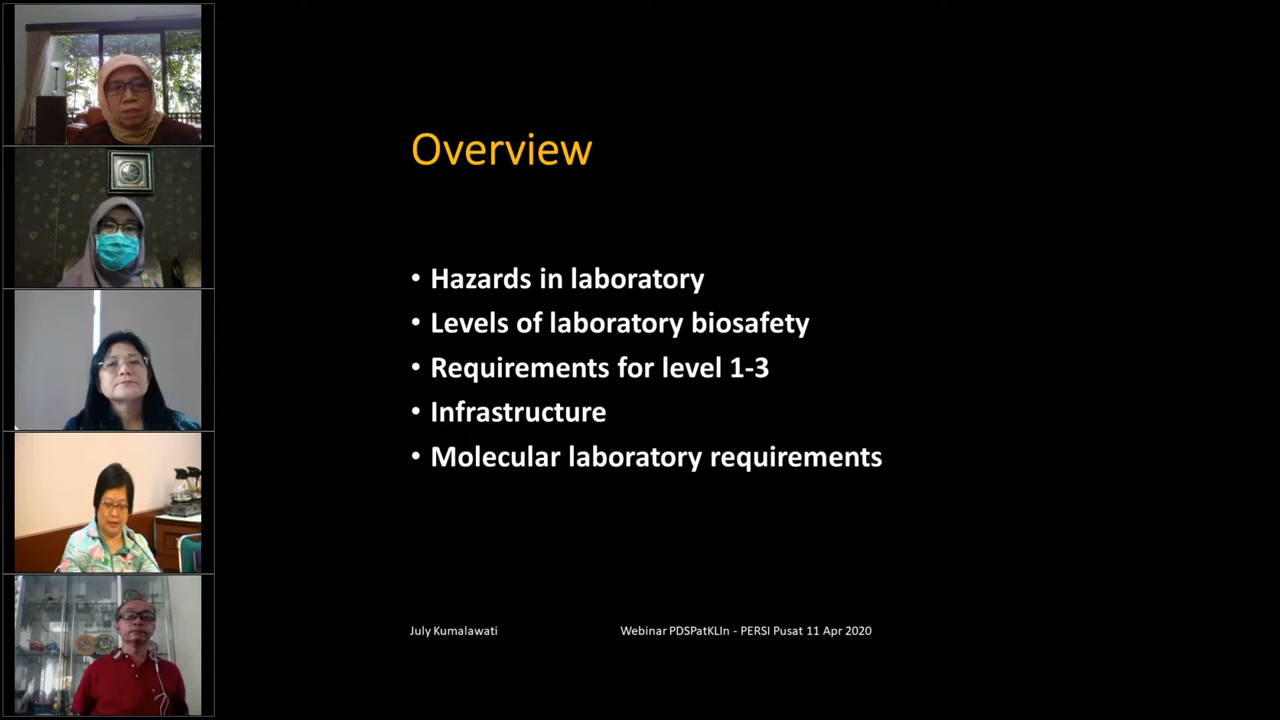 Overview
• Hazards in laboratory
• Levels of laboratory biosafety
• Requirements for level 1-3
• Infrastructure
• Molecular laboratory requirements
July Kumalawati
Webinar PDSPatKLIn - PERSI Pusat 11 Apr 2020